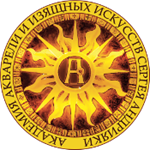 АКАДЕМИЯ АКВАРЕЛИ И ИЗЯЩНЫХ ИСКУССТВ СЕРГЕЯ АНДРИЯКИ
А